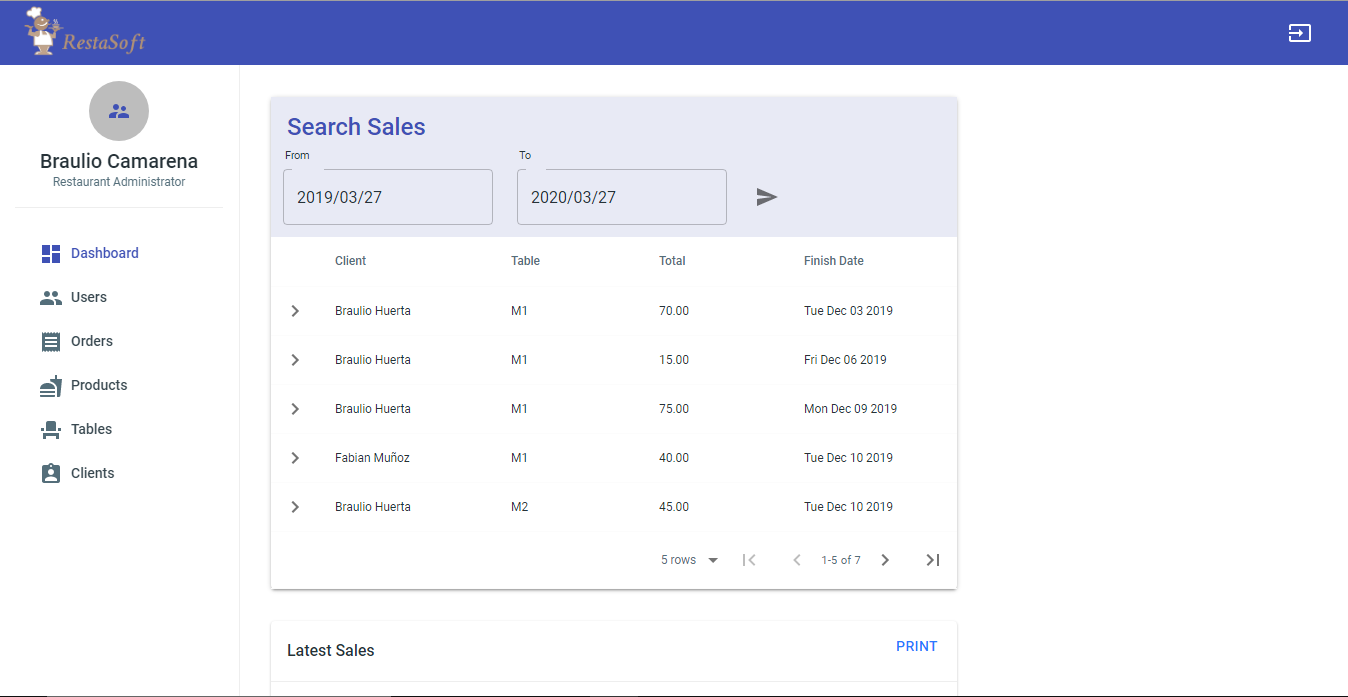 RestaSoft
Braulio Camarena
Restaurant Administrator
Dashboard
Users
Orders
Products
Tables
Clients
Search Sales
From To
2019/03/27 2020/03/27
Client Table Total Finish Date
Braulio Huerta M1 70.00 Tue Dec 03 2019
Braulio Huerta M1 15.00 Fri Dec 06 2019
Braulio Huerta M1 75.00 Mon Dec 09 2019
Fabian Muñoz M1 40.00 Tue Dec 10 2019
Braulio Huerta M2 45.00 Tue Dec 10 2019
5 rows 1-5 of 7
Latest Sales PRINT